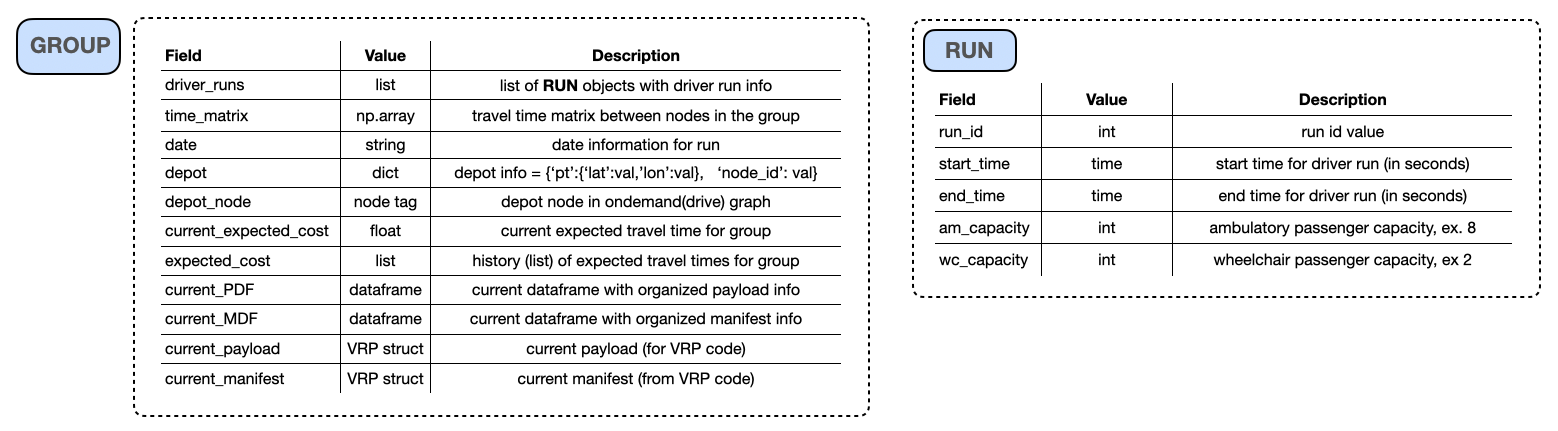 GROUP
Field Value Description
driver_runs list list of RUN objects with driver run info
time_matrix np.array travel time matrix between nodes in the group
date string date information for run
depot dict depot info = {‘pt’:{‘lat’:val,’lon’:val}, ‘node_id’: val}
depot_node node tag depot node in ondemand(drive) graph
current_expected_cost float current expected travel time for group
expected_cost list history (list) of expected travel times for group
current_PDF dataframe current dataframe with organized payload info
current_MDF dataframe current dataframe with organized manifest info
current_payload VRP struct current payload (for VRP code)
current_manifest VRP struct current manifest (from VRP code)
RUN
Field Value Description
run_id int run id value
start_time time start time for driver run (in seconds)
end_time time end time for driver run (in seconds)
am_capacity int ambulatory passenger capacity, ex. 8
wc_capacity int wheelchair passenger capacity, ex 2